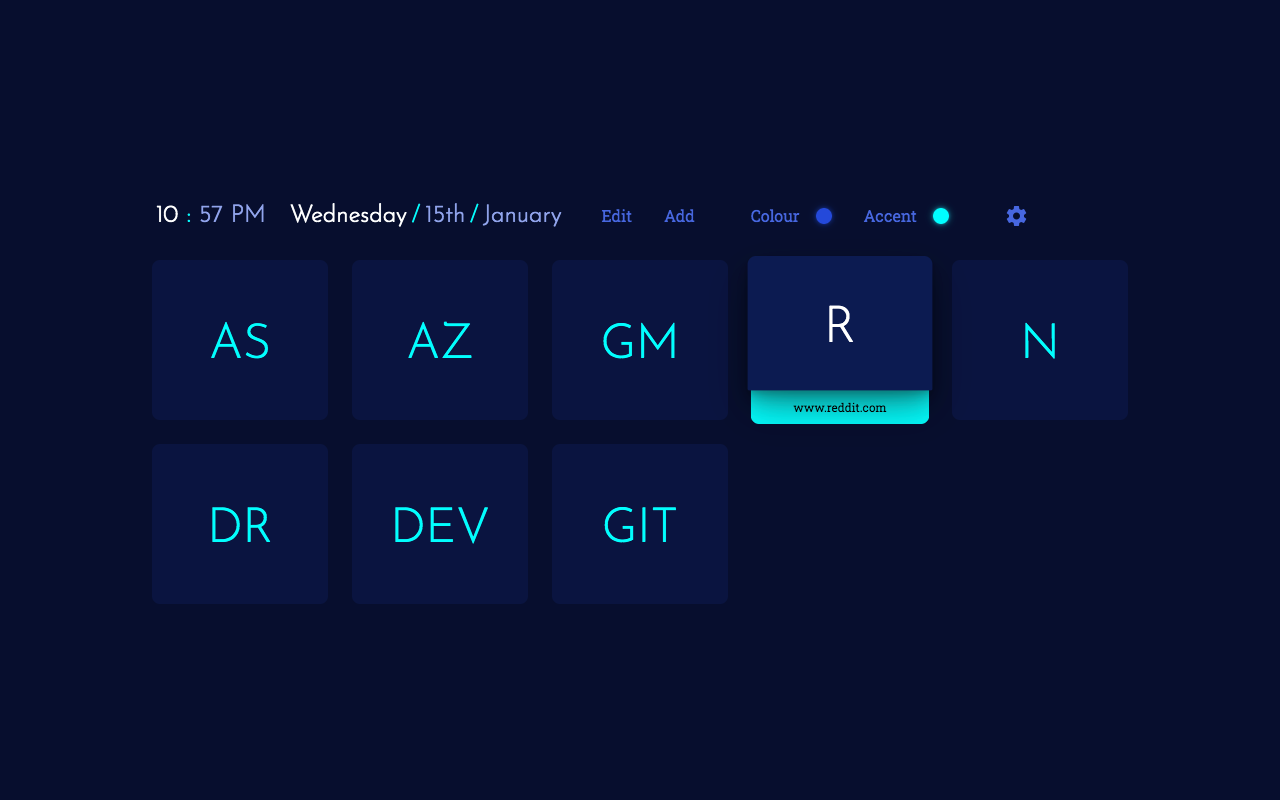 10 : 57 PM Wednesday / 15th / January Edit Add Colour Accent
AS AZ GM R N
www.reddit.com
DR DEV GIT